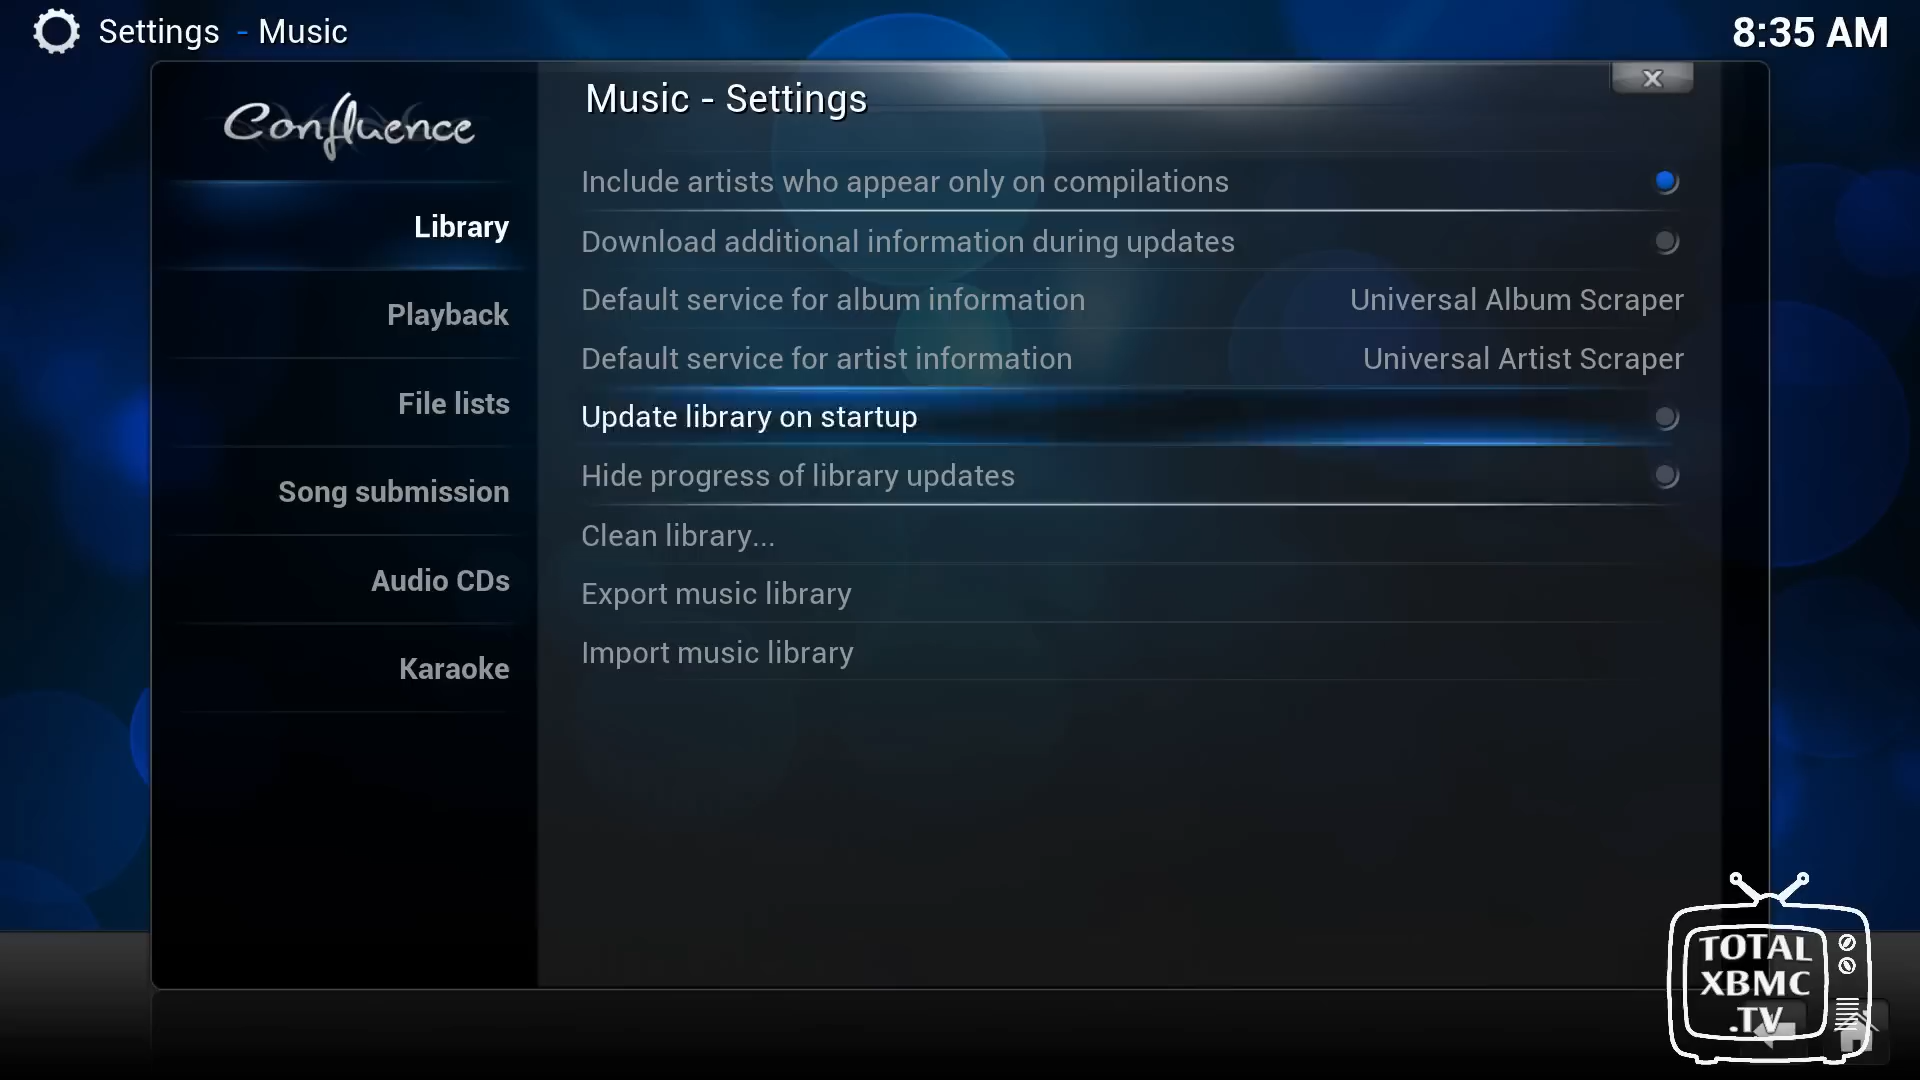 Settings - Music
8:35 AM
Confluence
Music - Settings
x
Library
Playback
File lists
Song submission
Audio CDs
Karaoke
Include artists who appear only on compilations
Download additional information during updates
Default service for album information Universal Album Scraper
Default service for artist information Universal Artist Scraper
Update library on startup
Hide progress of library updates
Clean library...
Export music library
Import music library
TOTAL
XBMC
.TV